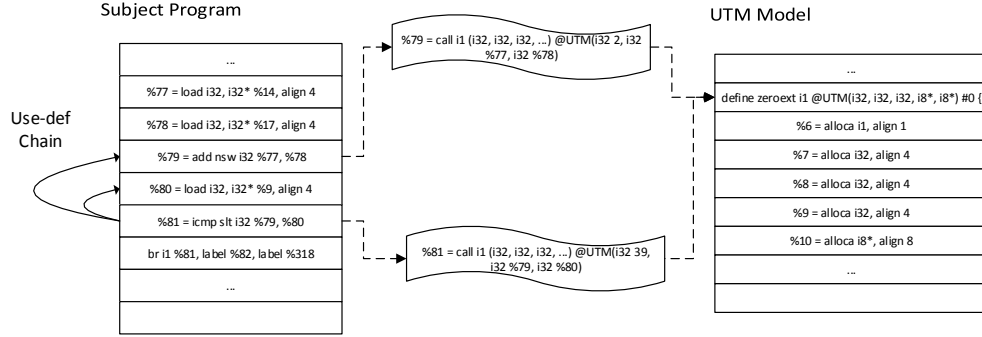 Subject Program
UTM Model
Use-def
Chain
...
%77 = load i32, i32* %14, align 4
%78 = load i32, i32* %17, align 4
%79 = add nsw i32 %77, %78
%80 = load i32, i32* %9, align 4
%81 = icmp slt i32 %79, %80
br i1 %81, label %82, label %318
...
%79 = call i1 (i32, i32, i32, ...) @UTM(i32 2, i32
%77, i32 %78)
%81 = call i1 (i32, i32, i32, ...) @UTM(i32 39,
i32 %79, i32 %80)
...
define zeroext i1 @UTM(i32, i32, i32, i8*, i8*) #0 {
%6 = alloca i1, align 1
%7 = alloca i32, align 4
%8 = alloca i32, align 4
%9 = alloca i32, align 4
%10 = alloca i8*, align 8
...